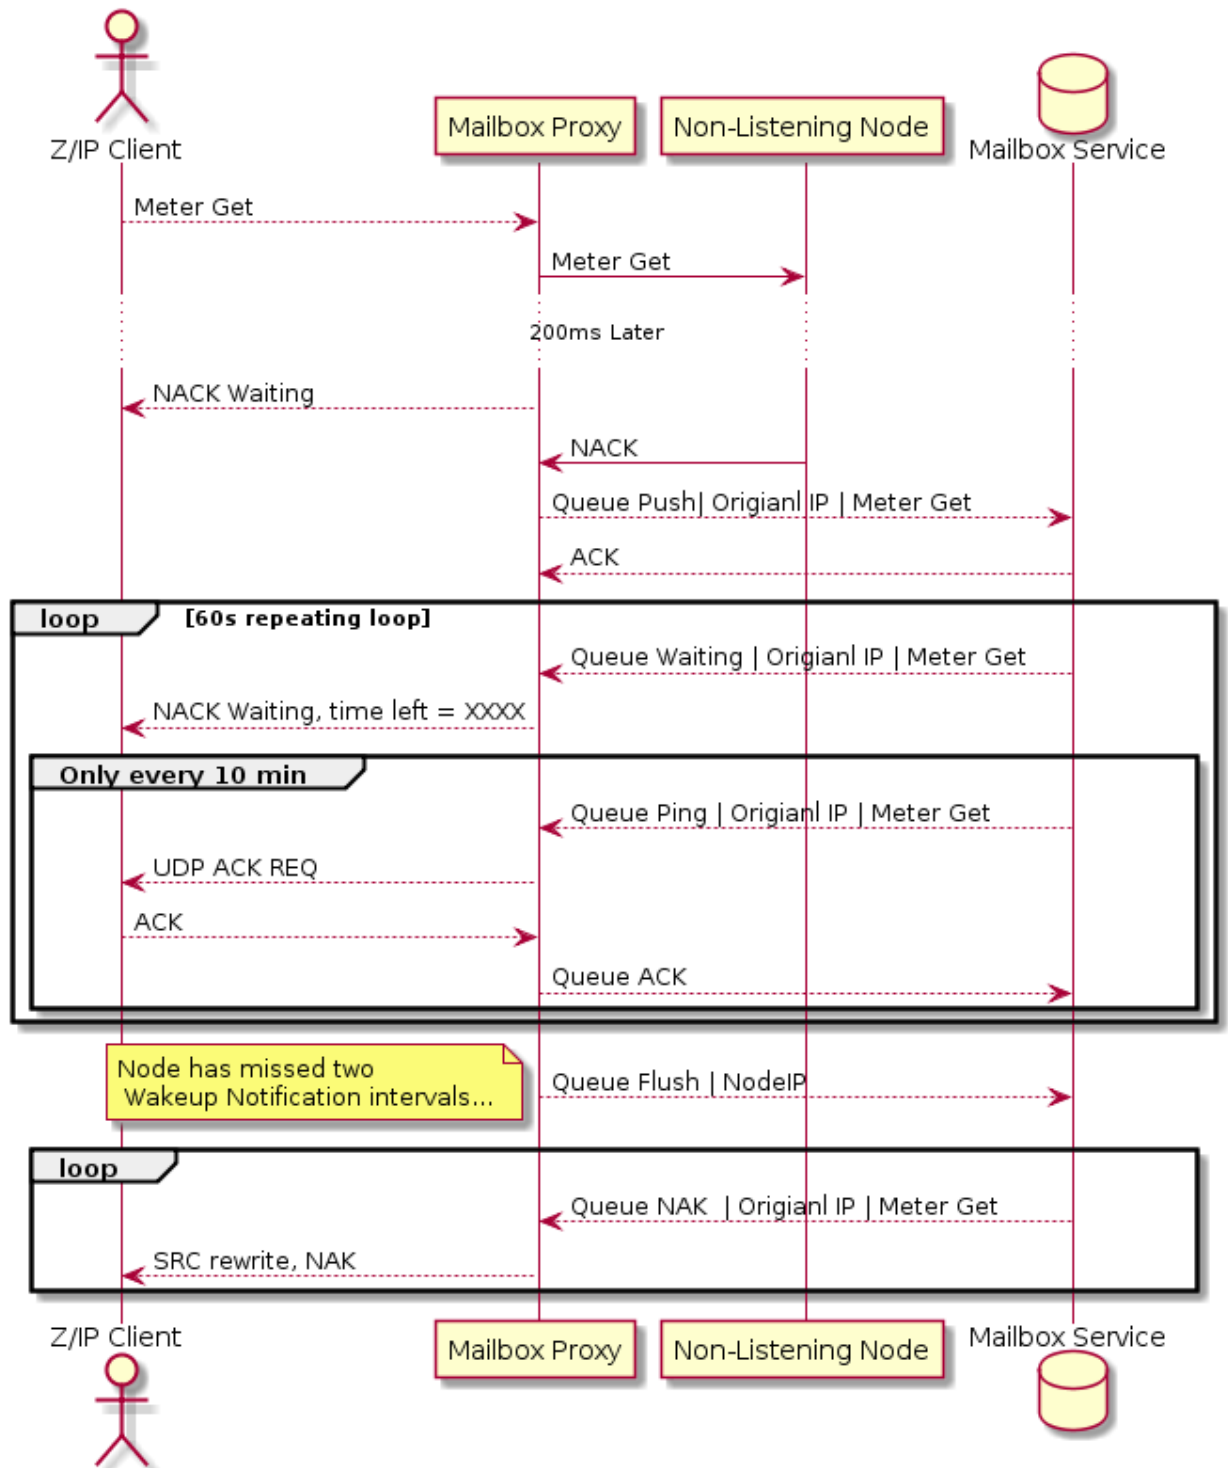 Z/IP Client
Mailbox Proxy
Non-Listening Node
Mailbox Service
Meter Get
Meter Get
200ms Later
NACK Waiting
NACK
Queue Push| Origianl IP | Meter Get
ACK
loop
[60s repeating loop]
Queue Waiting | Origianl IP | Meter Get
NACK Waiting, time left = XXXX
Only every 10 min
Queue Ping | Origianl IP | Meter Get
UDP ACK REQ
ACK
Queue ACK
Node has missed two
Wakeup Notification intervals...
Queue Flush | NodeIP
loop
Queue NAK  | Origianl IP | Meter Get
SRC rewrite, NAK
Z/IP Client
Mailbox Proxy
Non-Listening Node
Mailbox Service